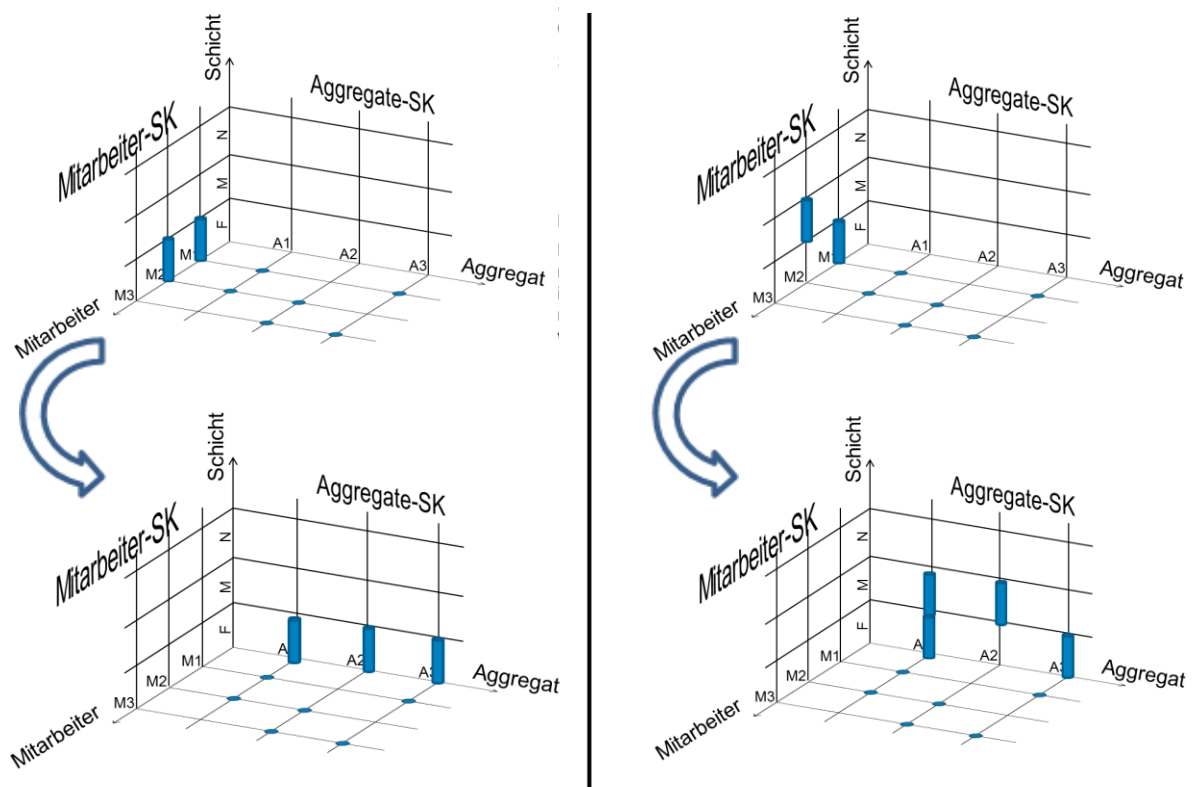 Schicht
Aggregate-SK
Mitarbeiter-SK
N
M
F
A1
A2
A3
Aggregat
M1
M2
M3
Mitarbeiter
Schicht
Aggregate-SK
Mitarbeiter-SK
N
M
F
A1
A2
A3
Aggregat
M1
M2
M3
Mitarbeiter
Schicht
Aggregate-SK
Mitarbeiter-SK
N
M
F
A
A2
A3
Aggregat
M1
M2
M3
Mitarbeiter
Schicht
Aggregate-SK
Mitarbeiter-SK
N
M
F
A
A2
A3
Aggregat
M1
M2
M3
Mitarbeiter